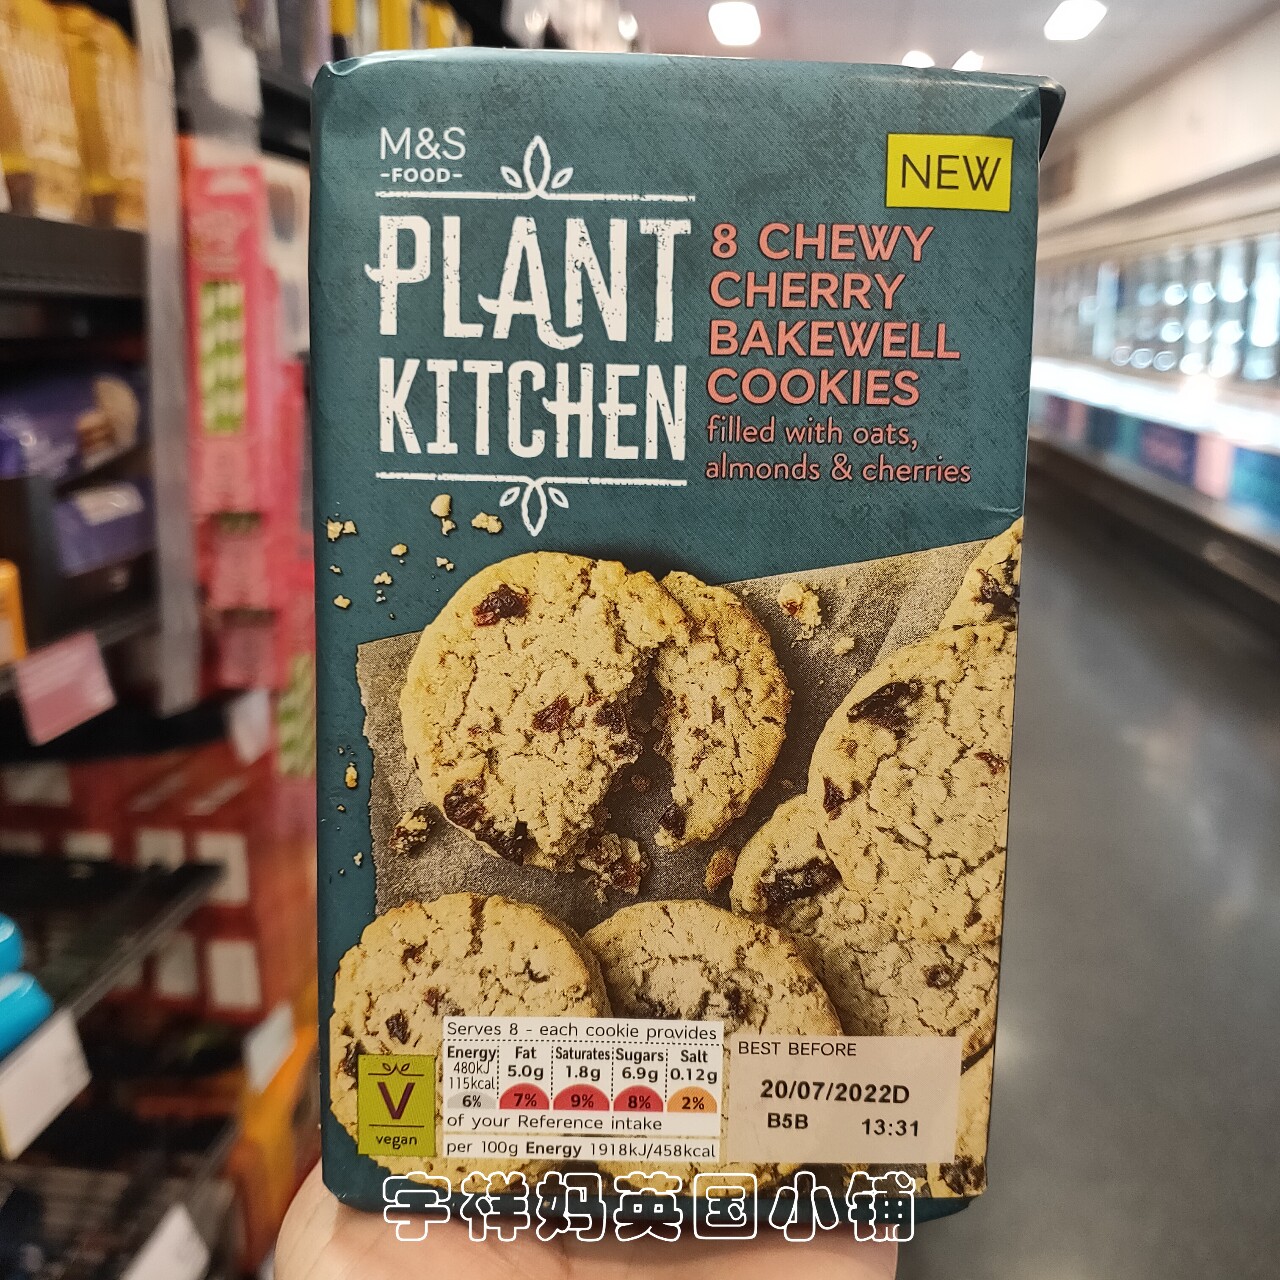 M&S
-FOOD-
PLANT
KITCHEN
NEW
8 CHEWY
CHERRY
BAKEWELL
COOKIES
filled with oats,
almonds & cherries
Serves 8 - each cookie provides
Energy Fat Saturates Sugars Salt
480kJ 5.0g 1.8g 6.9g 0.12g
115kcal
6% 7% 9% 8% 2%
of your Reference intake
per 100g Energy 1918kJ/458kcal
V
vegan
BEST BEFORE
20/07/2022D
B5B 13:31
宇祥妈英国小铺